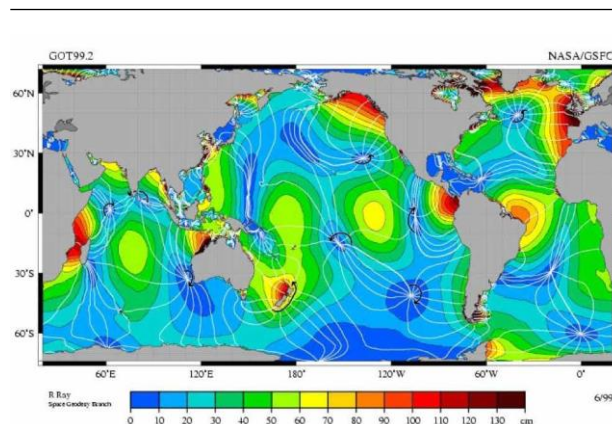 GOT99.2 NASA/GSFC
60°N
30°N
0°
30°S
60°S
60°E 120°E 180° 120°W 60°W 0°
R Ray
Space Geodesy Branch
6/99
0 10 20 30 40 50 60 70 80 90 100 110 120 130 cm